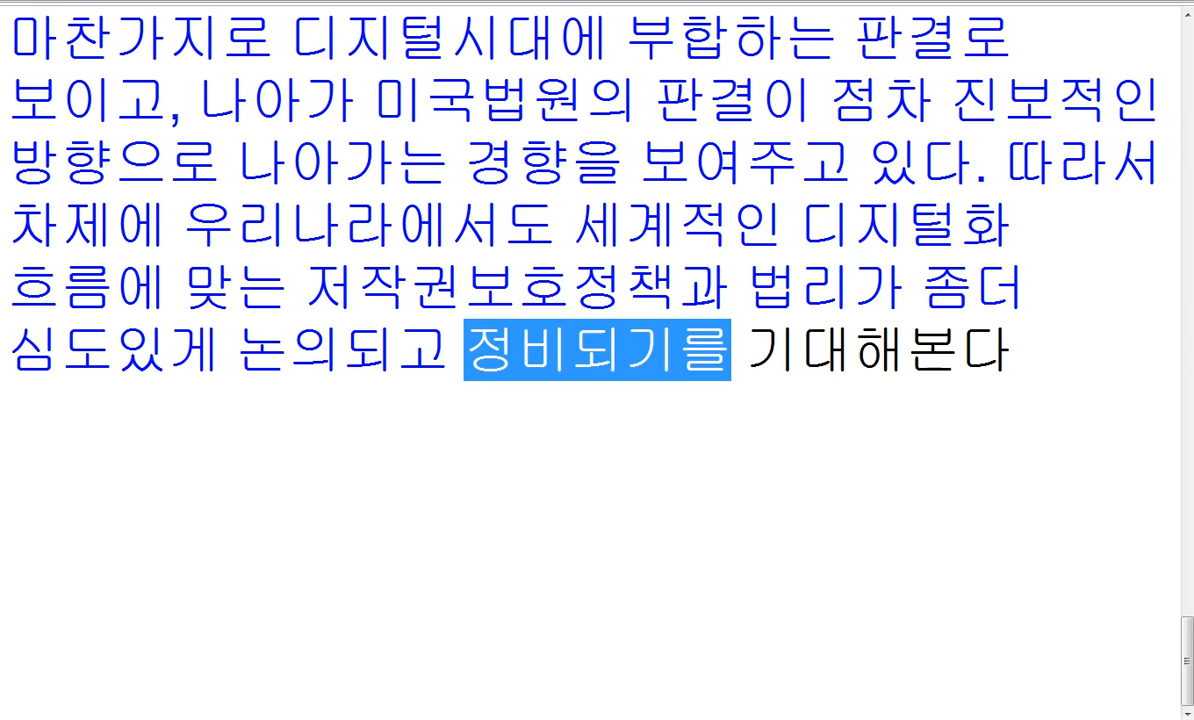 마찬가지로 디지털시대에 부합하는 판결로
보이고, 나아가 미국법원의 판결이 점차 진보적인
방향으로 나아가는 경향을 보여주고 있다. 따라서
차제에 우리나라에서도 세계적인 디지털화
흐름에 맞는 저작권보호정책과 법리가 좀더
심도있게 논의되고 정비되기를 기대해본다